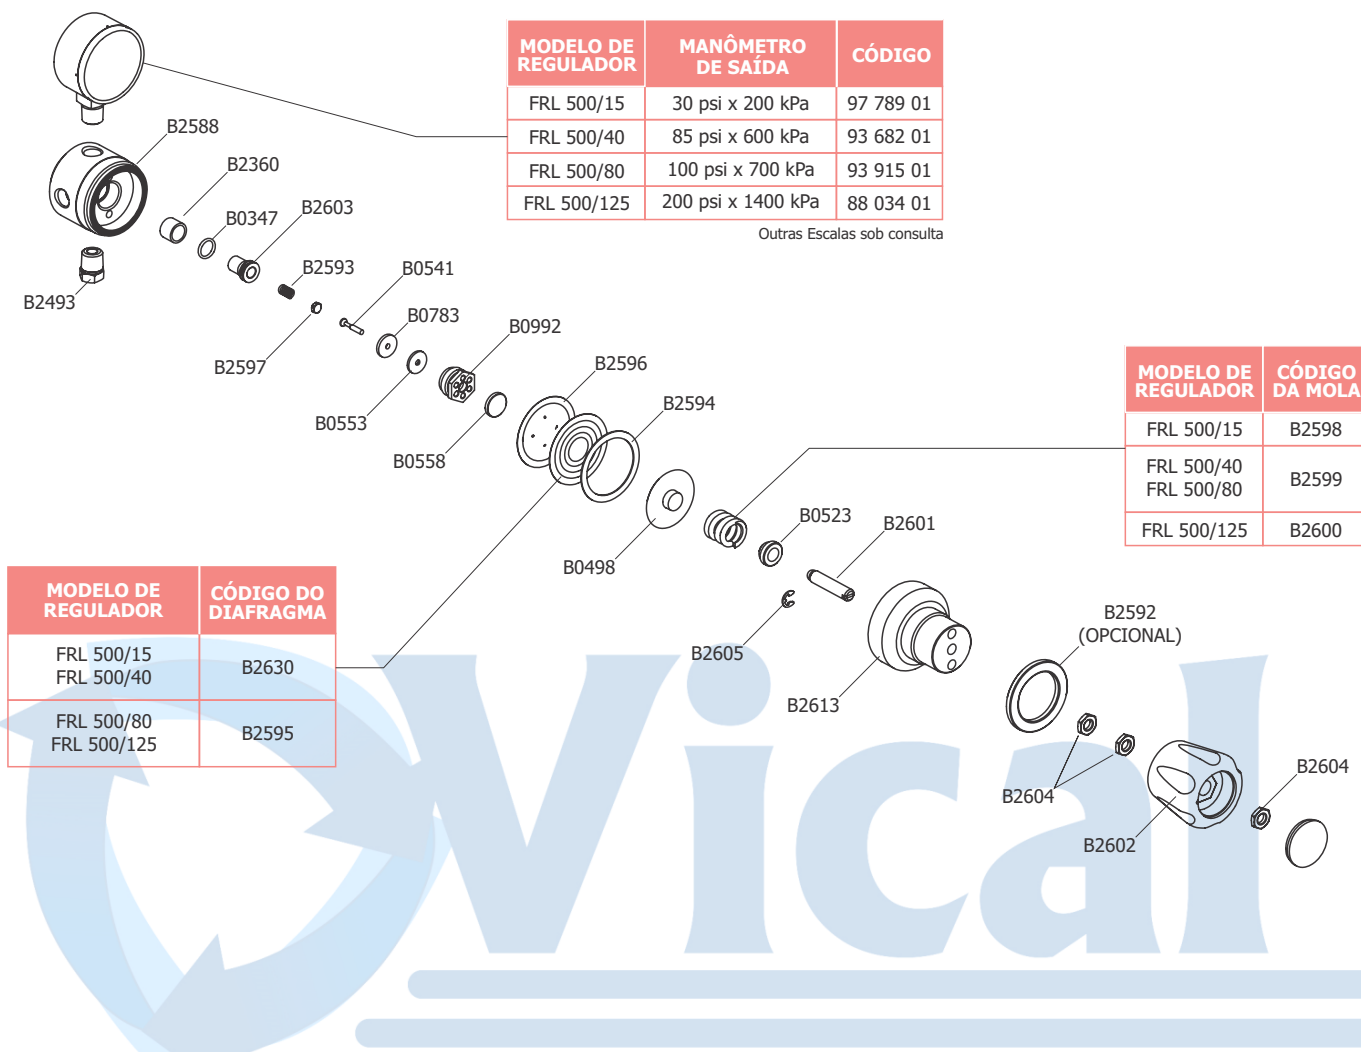 MODELO DE REGULADOR MANÔMETRO DE SAÍDA CÓDIGO
FRL 500/15 30 psi x 200 kPa 97 789 01
FRL 500/40 85 psi x 600 kPa 93 682 01
FRL 500/80 100 psi x 700 kPa 93 915 01
FRL 500/125 200 psi x 1400 kPa 88 034 01
Outras Escalas sob consulta
B2588
B2360
B0347
B2603
B2593
B0541
B2493
B0783
B2597
B0992
B2596
B0553
B2594
B0558
MODELO DE REGULADOR CÓDIGO DA MOLA
FRL 500/15 B2598
FRL 500/40
FRL 500/80
B2599
FRL 500/125 B2600
B0523
B2601
B0498
MODELO DE REGULADOR CÓDIGO DO DIAFRAGMA
FRL 500/15
FRL 500/40
B2630
FRL 500/80
FRL 500/125
B2595
B2605
B2613
B2592
(OPCIONAL)
B2604
B2604
B2602
Vical